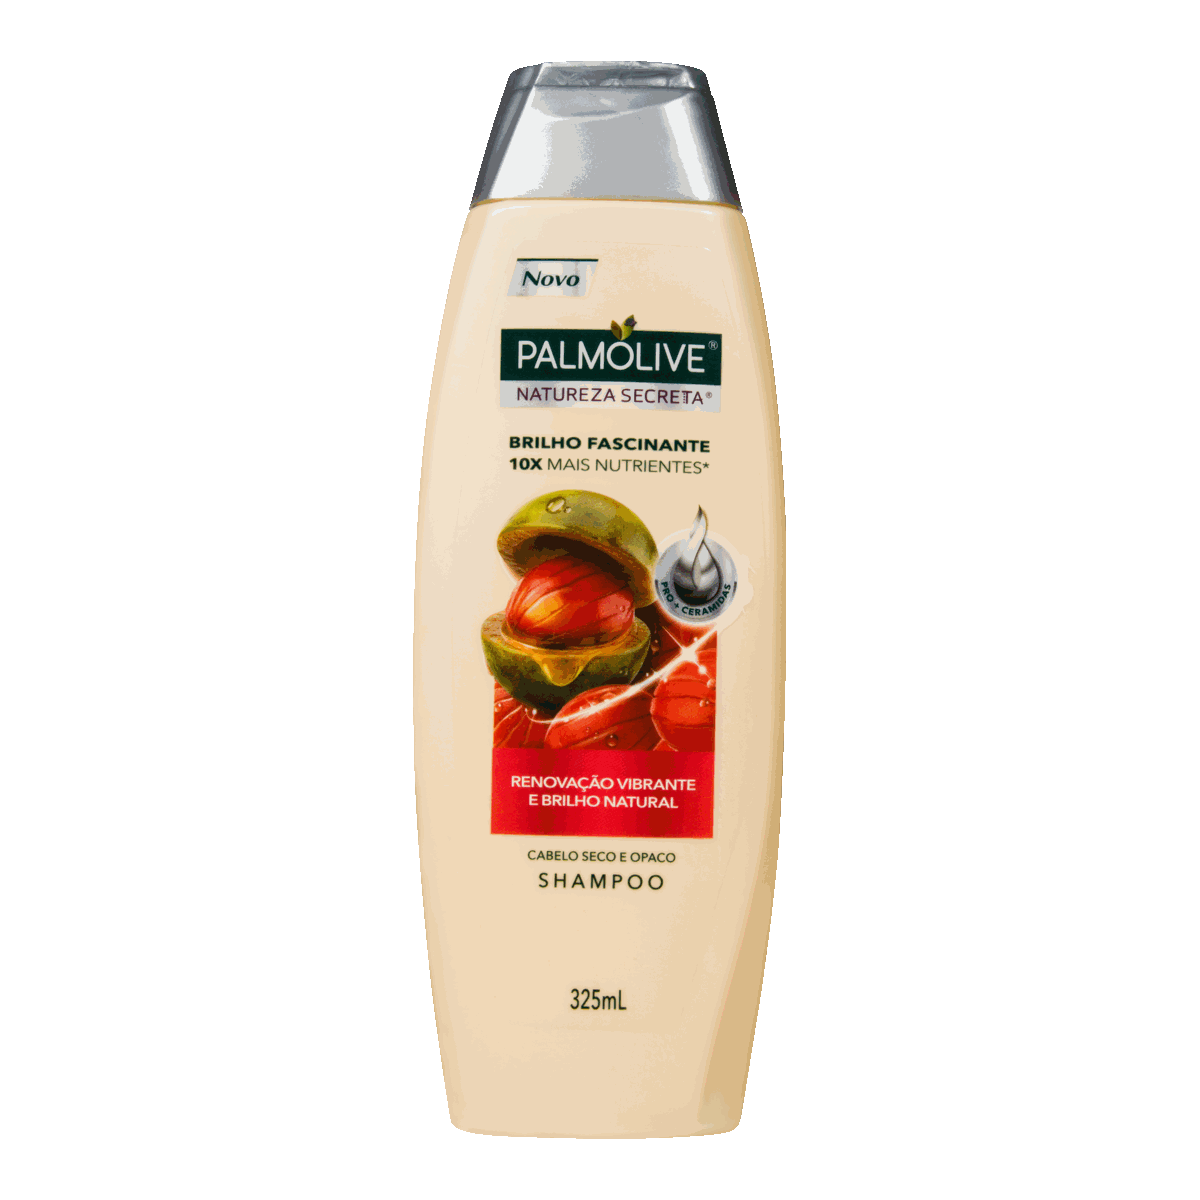 Novo
PALMOLIVE®
NATUREZA SECRETA®
BRILHO FASCINANTE
10X MAIS NUTRIENTES*
PRO + CERAMIDAS
RENOVAÇÃO VIBRANTE
E BRILHO NATURAL
CABELO SECO E OPACO
SHAMPOO
325mL